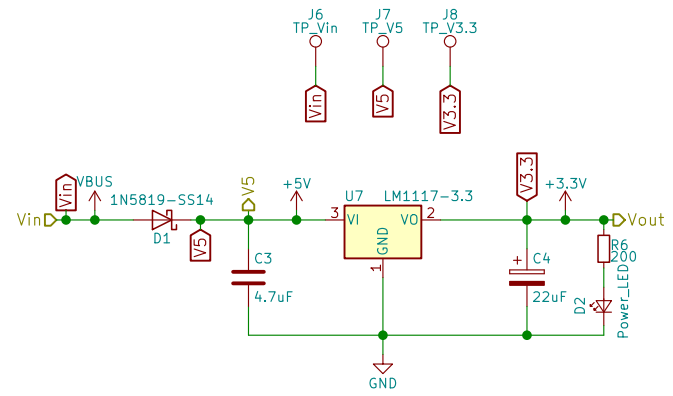 J6
TP_Vin
J7
TP_V5
J8
TP_V3.3
Vin
V5
V3.3
Vin
VBUS
1N5819-SS14
V5
+5V
U7
LM1117-3.3
V3.3
+3.3V
Vin
D1
V5
3
VI
VO
2
GND
1
Vout
R6
200
C3
4.7uF
C4
+
22uF
D2
Power_LED
GND